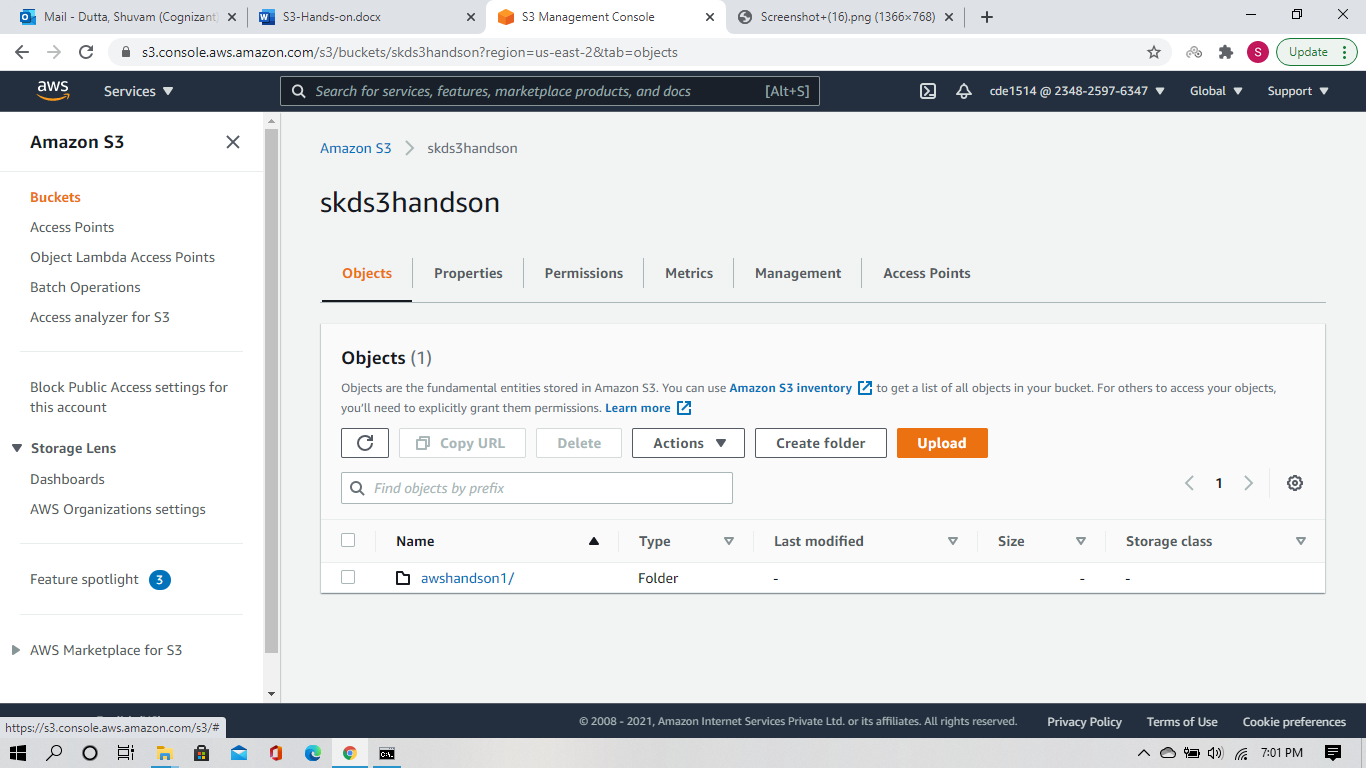 Mail - Dutta, Shuvam (Cognizant)
S3-Hands-on.docx
S3 Management Console
Screenshot+(16).png (1366×768)
s3.console.aws.amazon.com/s3/buckets/skds3handson?region=us-east-2&tab=objects
S
Update
aws
Services
Search for services, features, marketplace products, and docs
[Alt+S]
cde1514 @ 2348-2597-6347
Global
Support
Amazon S3
Buckets
Access Points
Object Lambda Access Points
Batch Operations
Access analyzer for S3
Block Public Access settings for
this account
Storage Lens
Dashboards
AWS Organizations settings
Feature spotlight 3
AWS Marketplace for S3
Amazon S3 skds3handson
skds3handson
Objects Properties Permissions Metrics Management Access Points
Objects (1)
Objects are the fundamental entities stored in Amazon S3. You can use Amazon S3 inventory to get a list of all objects in your bucket. For others to access your objects,
you'll need to explicitly grant them permissions. Learn more
Copy URL Delete Actions Create folder Upload
Find objects by prefix
1
Name Type Last modified Size Storage class
awshandson1/ Folder - - -
https://s3.console.aws.amazon.com/s3/#
© 2008 - 2021, Amazon Internet Services Private Ltd. or its affiliates. All rights reserved. Privacy Policy Terms of Use Cookie preferences
7:01 PM